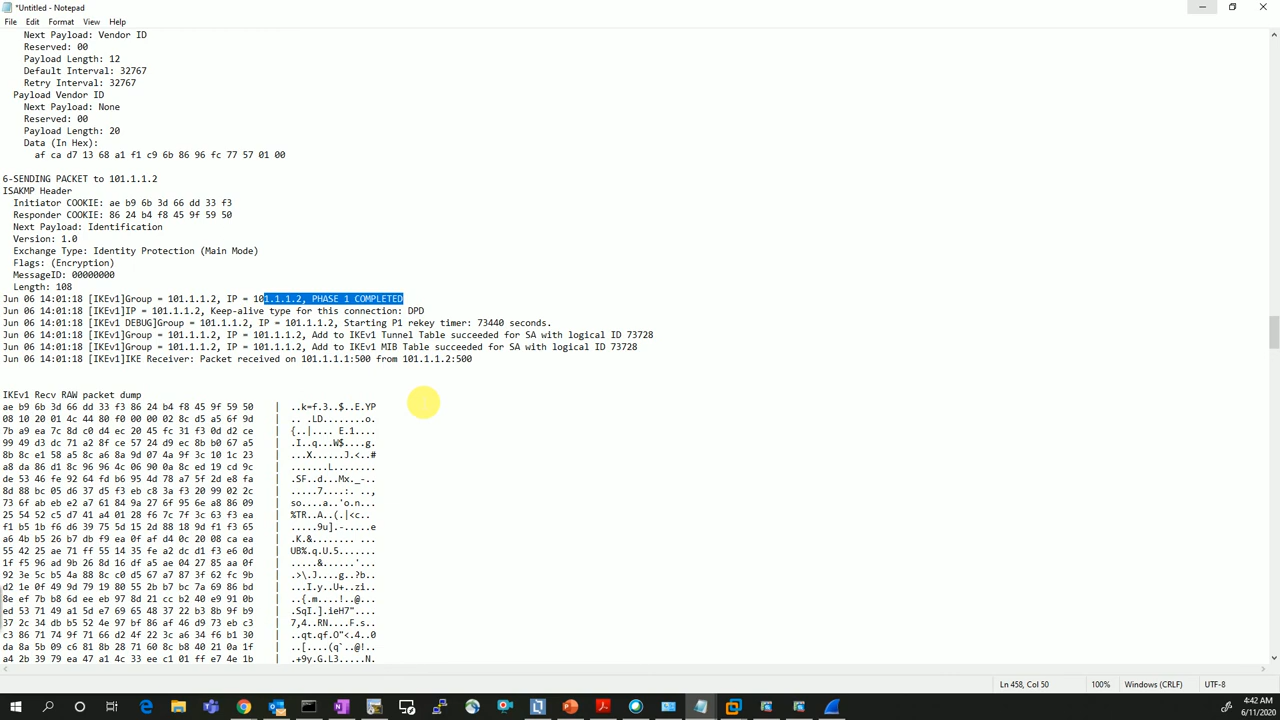 *Untitled - Notepad
File Edit Format View Help
Next Payload: Vendor ID
Reserved: 00
Payload Length: 12
Default Interval: 32767
Retry Interval: 32767
Payload Vendor ID
Next Payload: None
Reserved: 00
Payload Length: 20
Data (In Hex):
af ca d7 13 68 a1 f1 c9 6b 86 96 fc 77 57 01 00
6-SENDING PACKET to 101.1.1.2
ISAKMP Header
Initiator COOKIE: ae b9 6b 3d 66 dd 33 f3
Responder COOKIE: 86 24 b4 f8 45 9f 59 50
Next Payload: Identification
Version: 1.0
Exchange Type: Identity Protection (Main Mode)
Flags: (Encryption)
MessageID: 00000000
Length: 108
Jun 06 14:01:18 [IKEv1]Group = 101.1.1.2, IP = 101.1.1.2, PHASE 1 COMPLETED
Jun 06 14:01:18 [IKEv1]IP = 101.1.1.2, Keep-alive type for this connection: DPD
Jun 06 14:01:18 [IKEv1 DEBUG]Group = 101.1.1.2, IP = 101.1.1.2, Starting P1 rekey timer: 73440 seconds.
Jun 06 14:01:18 [IKEv1]Group = 101.1.1.2, IP = 101.1.1.2, Add to IKEv1 Tunnel Table succeeded for SA with logical ID 73728
Jun 06 14:01:18 [IKEv1]Group = 101.1.1.2, IP = 101.1.1.2, Add to IKEv1 MIB Table succeeded for SA with logical ID 73728
Jun 06 14:01:18 [IKEv1]IKE Receiver: Packet received on 101.1.1.1:500 from 101.1.1.2:500
IKEv1 Recv RAW packet dump
ae b9 6b 3d 66 dd 33 f3 86 24 b4 f8 45 9f 59 50 | ..k=f.3..$..E.YP
08 10 20 01 4c 44 80 f0 00 00 02 8c d5 a5 6f 9d | .. .LD........o.
7b a9 ea 7c 8d c0 d4 ec 20 45 fc 31 f3 0d d2 ce | {..|.... E.1....
99 49 d3 dc 71 a2 8f ce 57 24 d9 ec 8b b0 67 a5 | .I..q...W$....g.
8b 8c e1 58 a5 8c a6 8a 9d 07 4a 9f 3c 10 1c 23 | ...X......J.<..#
a8 da 86 d1 8c 96 96 4c 06 90 0a 8c ed 19 cd 9c | .......L........
de 53 46 fe 92 64 fd b6 95 4d 78 a7 5f 2d e8 fa | .SF..d...Mx._-..
8d 88 bc 05 d6 37 d5 f3 eb c8 3a f3 20 99 02 2c | .....7....:. ..,
73 6f ab eb e2 a7 61 84 9a 27 6f 95 6e a8 86 09 | so....a..'o.n...
25 54 52 c5 d7 41 a4 01 28 f6 7c 7f 3c 63 f3 ea | %TR..A..(.|.<c..
f1 b5 1b f6 d6 39 75 5d 15 2d 88 18 9d f1 f3 65 | .....9u].-.....e
a6 4b b5 26 b7 db f9 ea 0f af d4 0c 20 08 ca ea | .K.&........ ...
55 42 25 ae 71 ff 55 14 35 fe a2 dc d1 f3 e6 0d | UB%.q.U.5.......
1f f5 96 ad 9b 26 8d 16 df a5 ae 04 27 85 aa 0f | .....&......'...
92 3e 5c b5 4a 88 8c c0 d5 67 a7 87 3f 62 fc 9b | .>\.J....g..?b..
d2 1e 0f 49 9d 79 19 80 55 2b b7 bc 7a 69 86 bd | ...I.y..U+..zi..
8e ef 7b b8 6d ee eb 97 8d 21 cc b2 40 e9 91 0b | ..{.m....!..@...
ed 53 71 49 a1 5d e7 69 65 48 37 22 b3 8b 9f b9 | .SqI.].ieH7"....
37 2c 34 db b5 52 4e 97 bf 86 af 46 d9 73 eb c3 | 7,4..RN....F.s..
c3 86 71 74 9f 71 66 d2 4f 22 3c a6 34 f6 b1 30 | ..qt.qf.O"<.4..0
da 8a 5b 09 c6 81 8b 28 71 60 8c b8 40 21 0a 1f | ..[....(q`..@!..
a4 2b 39 79 ea 47 a1 4c 33 ee c1 01 ff e7 4e 1b | .+9y.G.L3.....N.
Ln 458, Col 50 100% Windows (CRLF) UTF-8
4:42 AM
6/11/2020